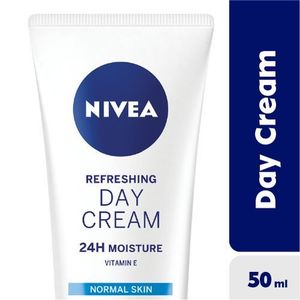 NIVEA
REFRESHING
DAY
CREAM
24H MOISTURE
VITAMIN E
NORMAL SKIN
Day Cream
50 ml